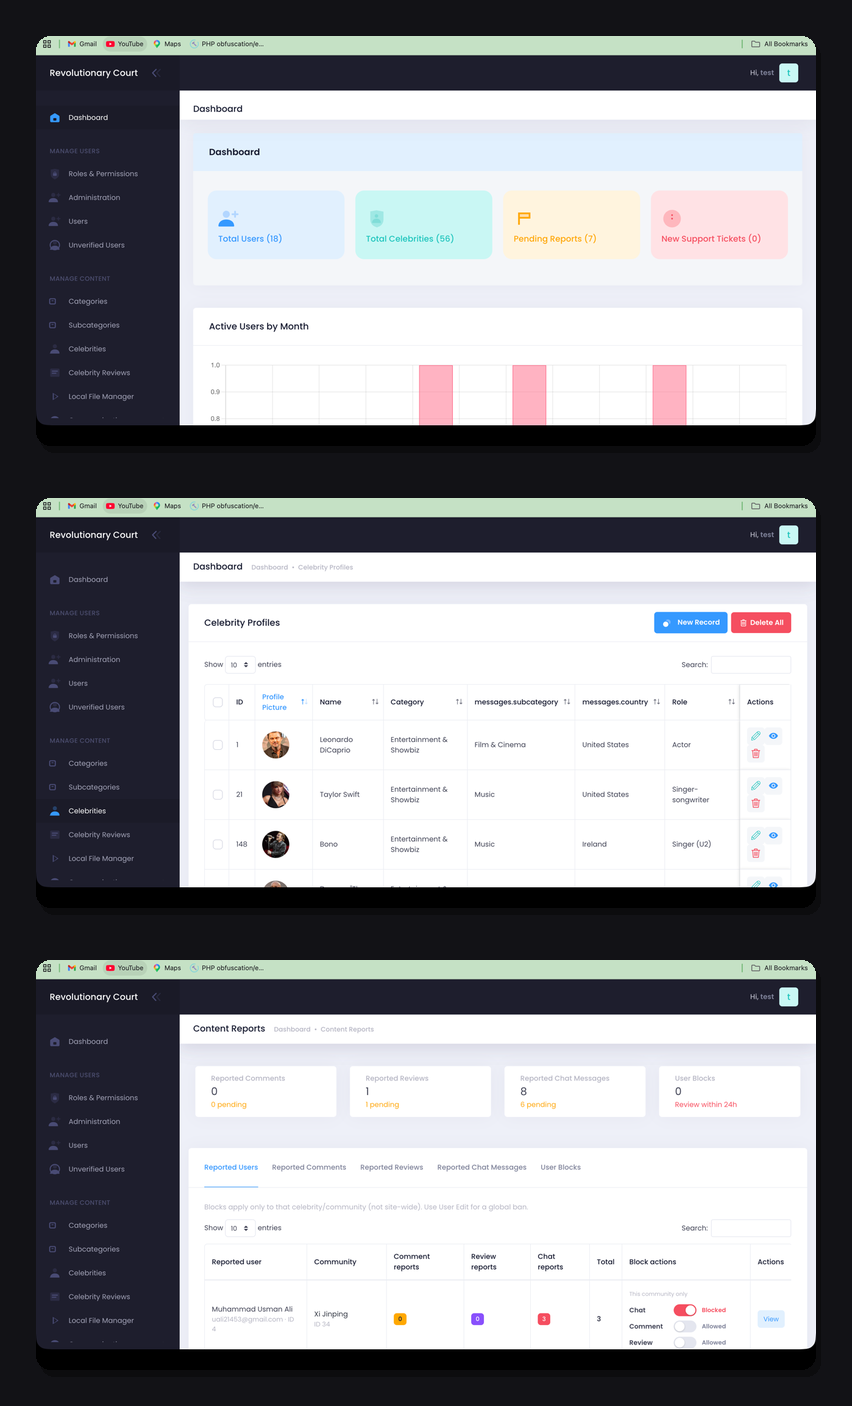 Gmail YouTube Maps PHP obfuscation/e... All Bookmarks
Revolutionary Court
Hi, test t
Dashboard
MANAGE USERS
Roles & Permissions
Administration
Users
Unverified Users
MANAGE CONTENT
Categories
Subcategories
Celebrities
Celebrity Reviews
Local File Manager
Dashboard
Dashboard
Total Users (18)
Total Celebrities (56)
Pending Reports (7)
New Support Tickets (0)
Active Users by Month
1.0
0.9
0.8
Gmail YouTube Maps PHP obfuscation/e... All Bookmarks
Revolutionary Court
Hi, test t
Dashboard
MANAGE USERS
Roles & Permissions
Administration
Users
Unverified Users
MANAGE CONTENT
Categories
Subcategories
Celebrities
Celebrity Reviews
Local File Manager
Dashboard Dashboard • Celebrity Profiles
Celebrity Profiles
New Record Delete All
Show 10 entries Search:
ID Profile Picture Name Category messages.subcategory messages.country Role Actions
1 Leonardo DiCaprio Entertainment & Showbiz Film & Cinema United States Actor
21 Taylor Swift Entertainment & Showbiz Music United States Singer-songwriter
148 Bono Entertainment & Showbiz Music Ireland Singer (U2)
Gmail YouTube Maps PHP obfuscation/e... All Bookmarks
Revolutionary Court
Hi, test t
Dashboard
MANAGE USERS
Roles & Permissions
Administration
Users
Unverified Users
MANAGE CONTENT
Categories
Subcategories
Celebrities
Celebrity Reviews
Local File Manager
Content Reports Dashboard • Content Reports
Reported Comments
0
0 pending
Reported Reviews
1
1 pending
Reported Chat Messages
8
6 pending
User Blocks
0
Review within 24h
Reported Users Reported Comments Reported Reviews Reported Chat Messages User Blocks
Blocks apply only to that celebrity/community (not site-wide). Use User Edit for a global ban.
Show 10 entries Search:
Reported user Community Comment reports Review reports Chat reports Total Block actions Actions
Muhammad Usman Ali
ua101453@gmail.com · ID
4
Xi Jinping
ID 34
0 0 3 3
This community only
Chat Blocked
Comment Allowed
Review Allowed
View